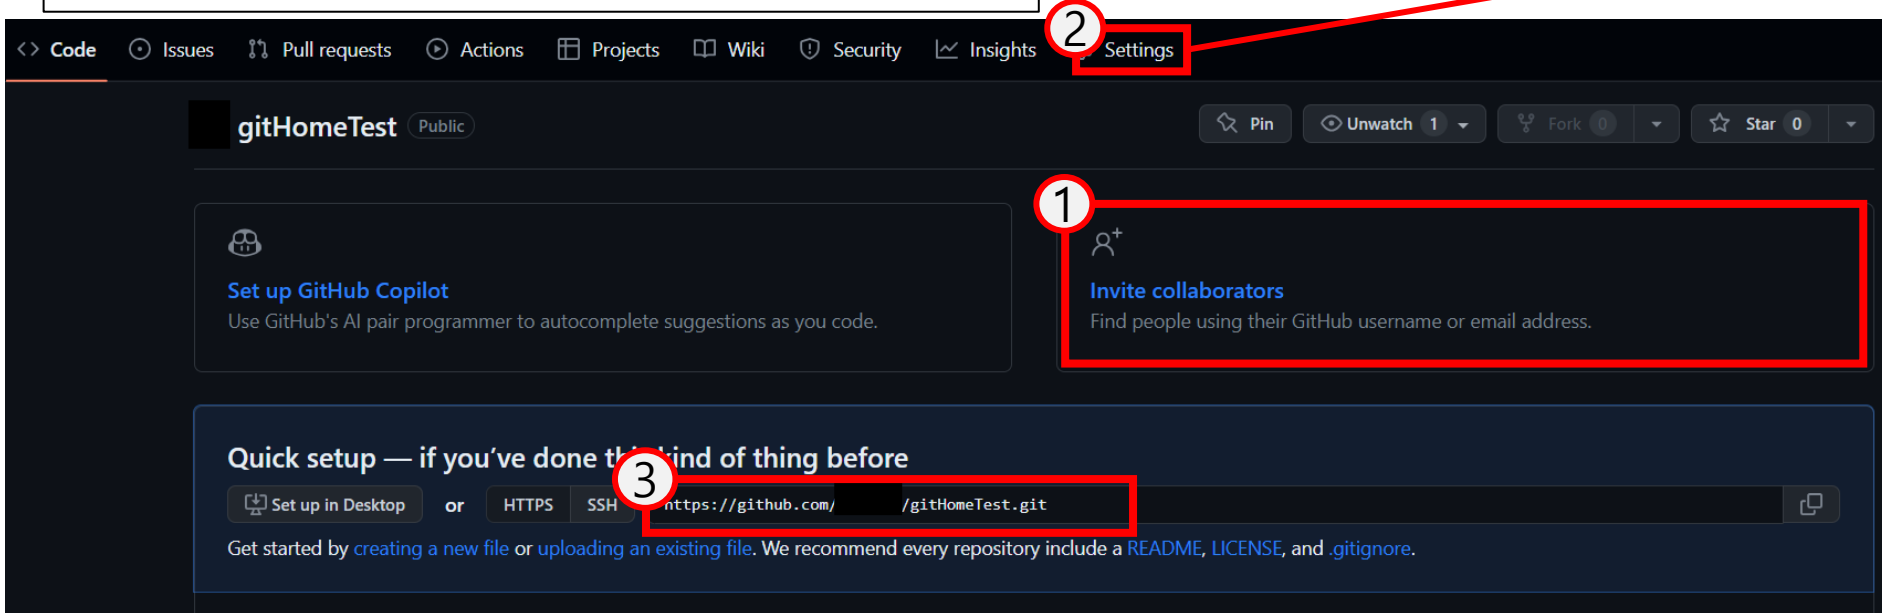 2
Code Issues Pull requests Actions Projects Wiki Security Insights Settings
gitHomeTest Public Pin Unwatch 1 Fork 0 Star 0
1
Set up GitHub Copilot
Use GitHub's AI pair programmer to autocomplete suggestions as you code.
Invite collaborators
Find people using their GitHub username or email address.
Quick setup — if you've done this kind of thing before
3
Set up in Desktop or HTTPS SSH https://github.com/ /gitHomeTest.git
Get started by creating a new file or uploading an existing file. We recommend every repository include a README, LICENSE, and .gitignore.